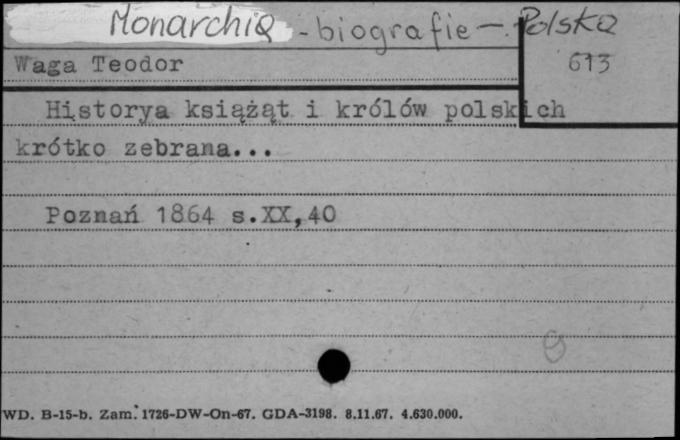 Monarchia - biografie - Polska
Waga Teodor
613
Historya książąt i królów polskich
krótko zebrana...
Poznań 1864 s.XX,40
WD. B-15-b. Zam. 1726-DW-On-67. GDA-3198. 8.11.67. 4.630.000.